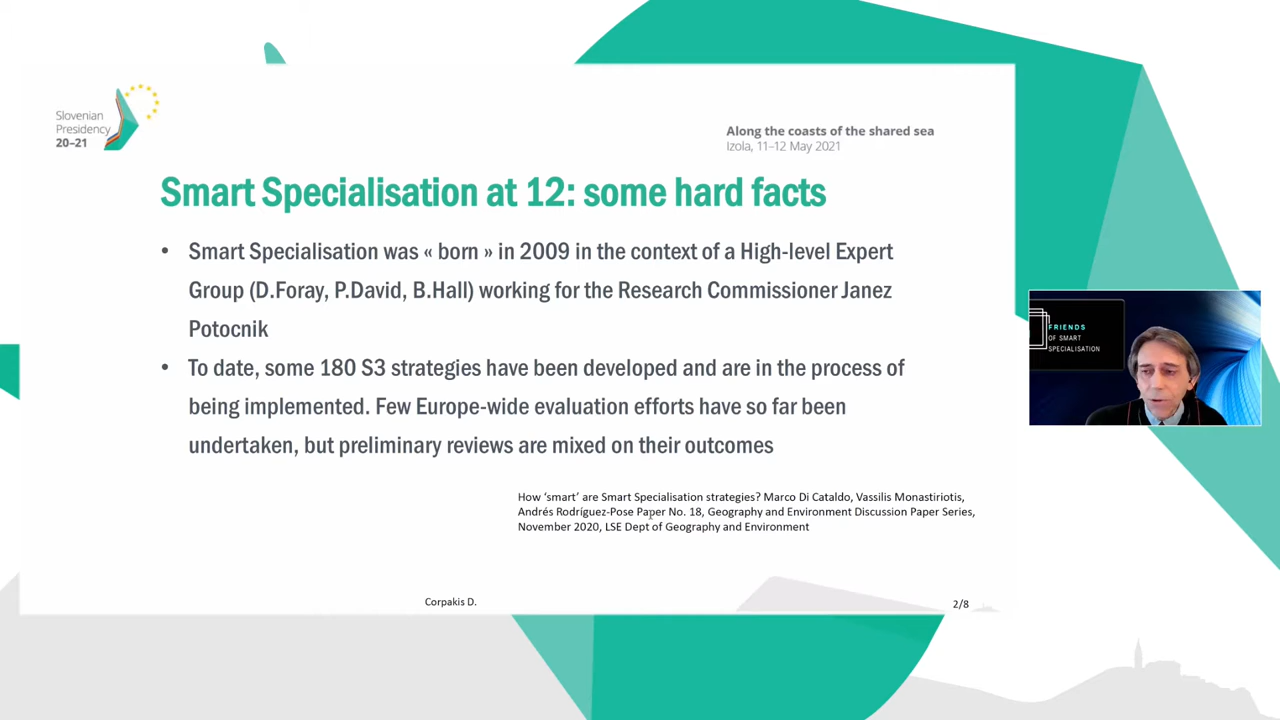 Slovenian
Presidency
20–21
Along the coasts of the shared sea
Izola, 11–12 May 2021
Smart Specialisation at 12: some hard facts
• Smart Specialisation was « born » in 2009 in the context of a High-level Expert
Group (D.Foray, P.David, B.Hall) working for the Research Commissioner Janez
Potocnik
• To date, some 180 S3 strategies have been developed and are in the process of
being implemented. Few Europe-wide evaluation efforts have so far been
undertaken, but preliminary reviews are mixed on their outcomes
How ‘smart’ are Smart Specialisation strategies? Marco Di Cataldo, Vassilis Monastiriotis,
Andrés Rodríguez-Pose Paper No. 18, Geography and Environment Discussion Paper Series,
November 2020, LSE Dept of Geography and Environment
Corpakis D.
2/8
FRIENDS
OF SMART
SPECIALISATION